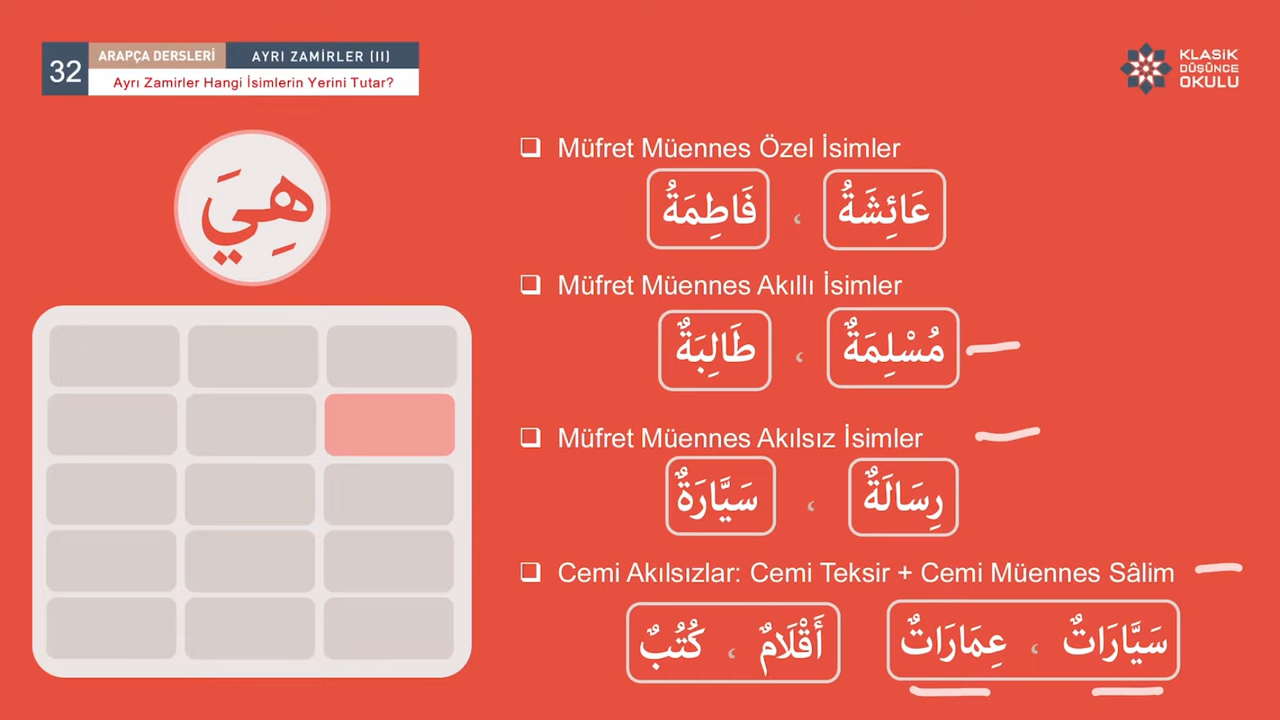 32
ARAPÇA DERSLERİ
AYRI ZAMİRLER (II)
Ayrı Zamirler Hangi İsimlerin Yerini Tutar?
KLASİK
DÜŞÜNCE
OKULU
هِيَ
❑ Müfret Müennes Özel İsimler
عَائِشَةُ ، فَاطِمَةُ
❑ Müfret Müennes Akıllı İsimler
مُسْلِمَةٌ ، طَالِبَةٌ
❑ Müfret Müennes Akılsız İsimler
رِسَالَةٌ ، سَيَّارَةٌ
❑ Cemi Akılsızlar: Cemi Teksir + Cemi Müennes Sâlim
سَيَّارَاتٌ ، عِمَارَاتٌ
أَقْلَامٌ ، كُتُبٌ